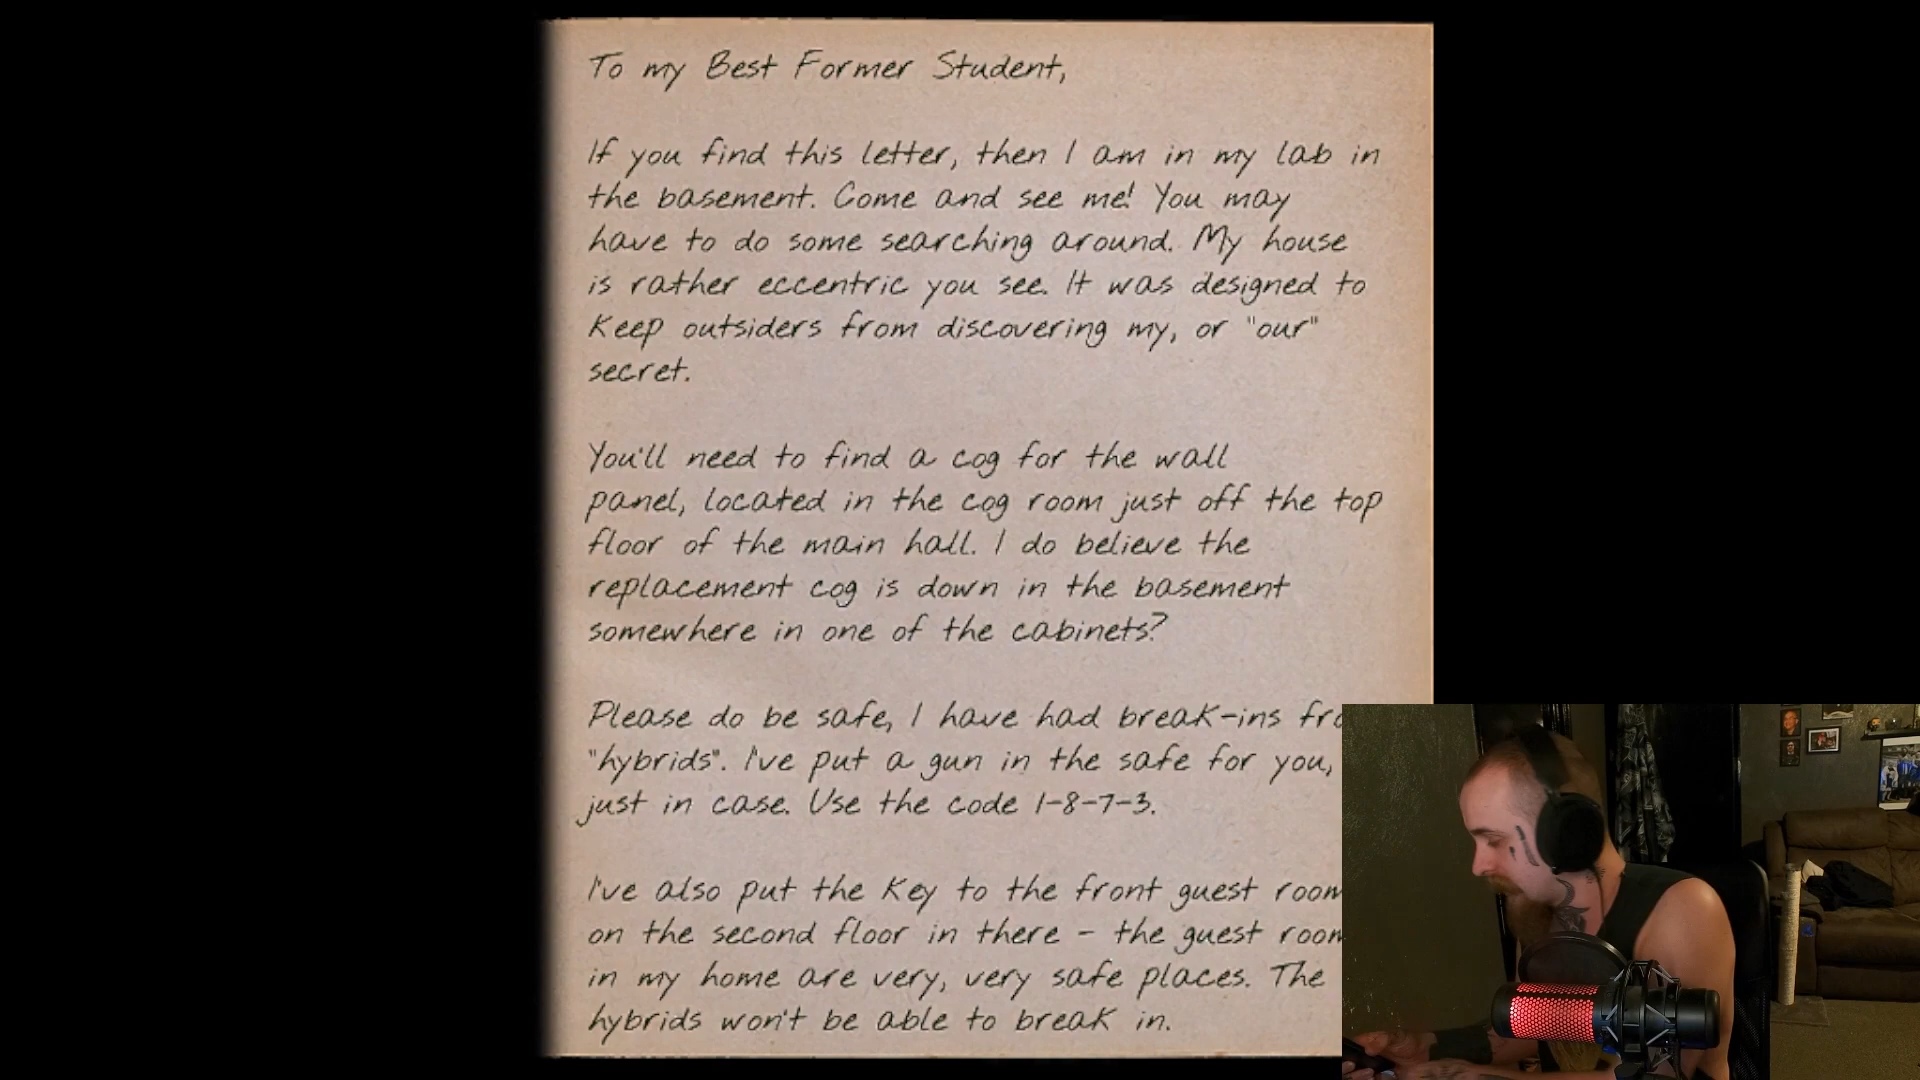 To my Best Former Student,
If you find this letter, then I am in my lab in
the basement. Come and see me! You may
have to do some searching around. My house
is rather eccentric you see. It was designed to
keep outsiders from discovering my, or "our"
secret.
You'll need to find a cog for the wall
panel, located in the cog room just off the top
floor of the main hall. I do believe the
replacement cog is down in the basement
somewhere in one of the cabinets?
Please do be safe, I have had break-ins
"hybrids". I've put a gun in the safe for you,
just in case. Use the code 1-8-7-3.
I've also put the key to the front guest room
on the second floor in there - the guest
in my home are very, very safe places. The
hybrids won't be able to break in.